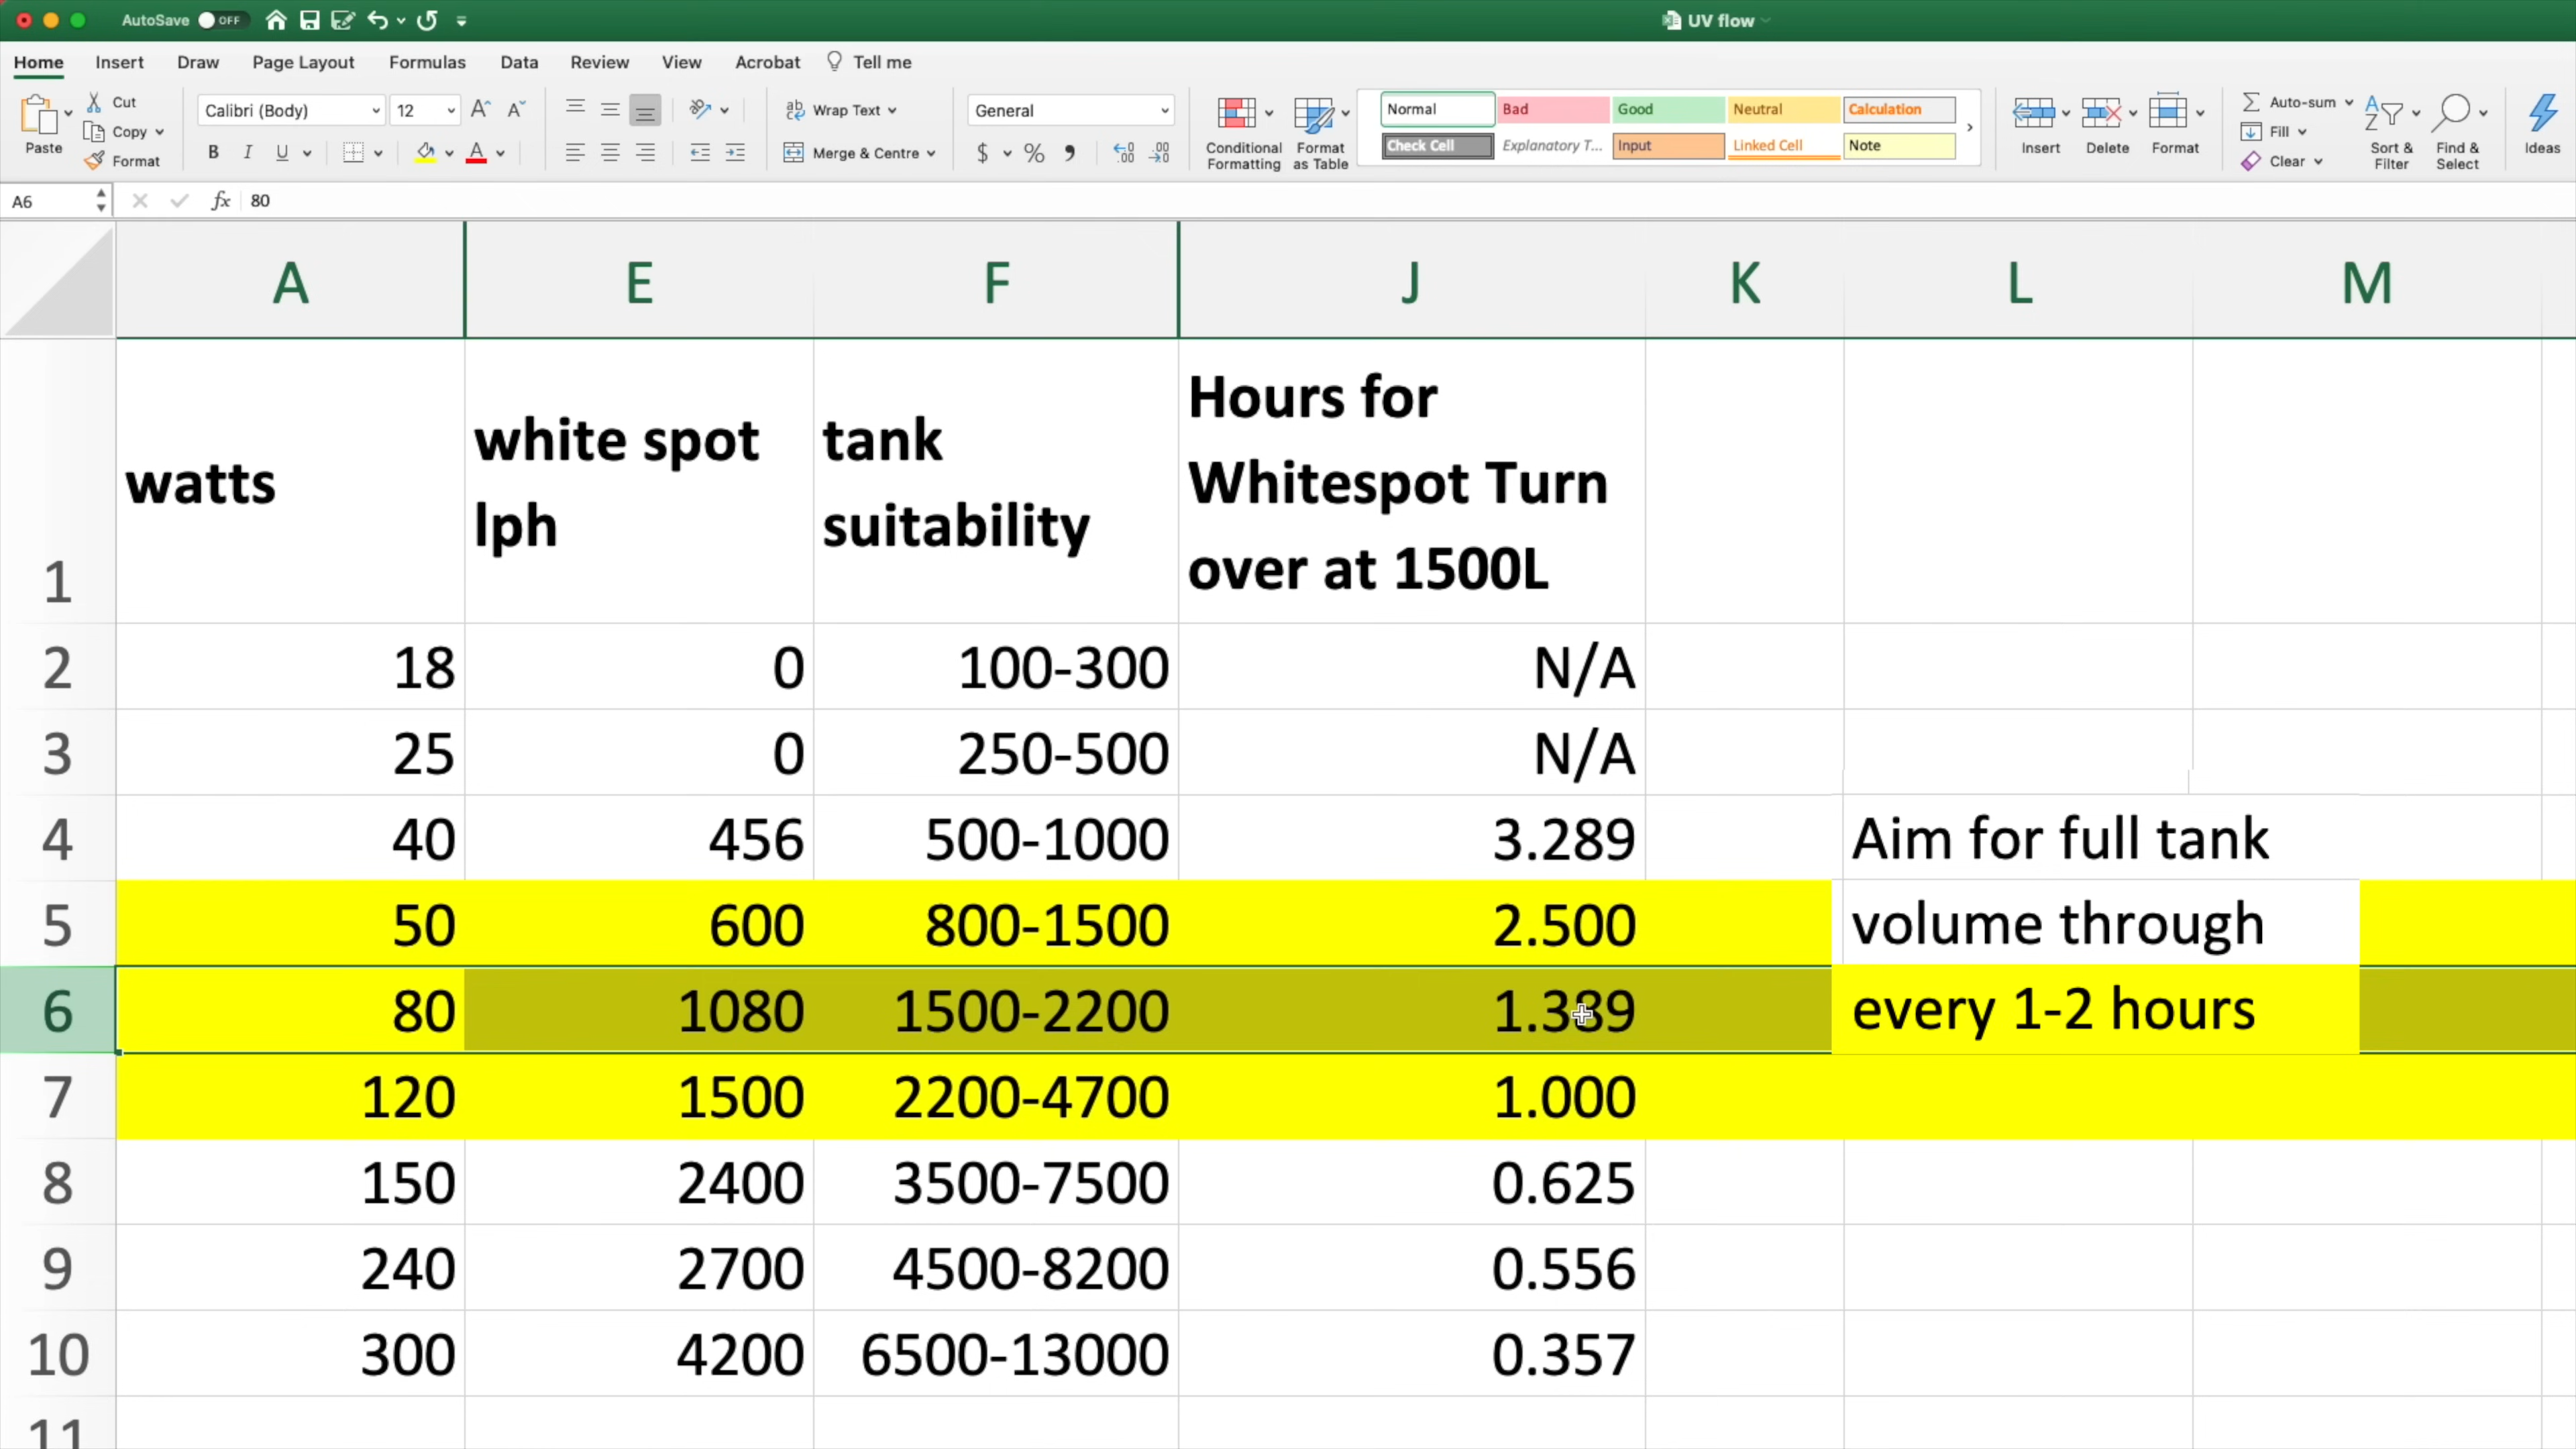 AutoSave OFF
UV flow
Home Insert Draw Page Layout Formulas Data Review View Acrobat Tell me
Paste
Cut
Copy
Format
Calibri (Body) 12
B I U
Wrap Text
Merge & Centre
General
$ %
Conditional Formatting
Format as Table
Normal Bad Good Neutral Calculation
Check Cell Explanatory T... Input Linked Cell Note
Insert Delete Format
Auto-sum
Fill
Clear
Sort & Filter
Find & Select
Ideas
A6 fx 80
A E F J K L M
1 watts
white spot
lph
tank
suitability
Hours for
Whitespot Turn
over at 1500L
2 18 0 100-300 N/A
3 25 0 250-500 N/A
4 40 456 500-1000 3.289 Aim for full tank
5 50 600 800-1500 2.500 volume through
6 80 1080 1500-2200 1.389 every 1-2 hours
7 120 1500 2200-4700 1.000
8 150 2400 3500-7500 0.625
9 240 2700 4500-8200 0.556
10 300 4200 6500-13000 0.357
11